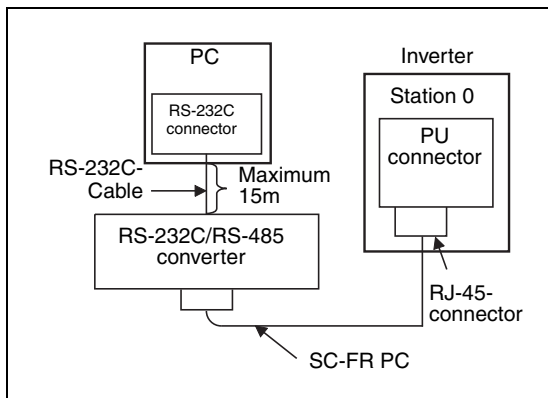 PC
RS-232C
connector
RS-232C-
Cable
Maximum
15m
RS-232C/RS-485
converter
Inverter
Station 0
PU
connector
RJ-45-
connector
SC-FR PC